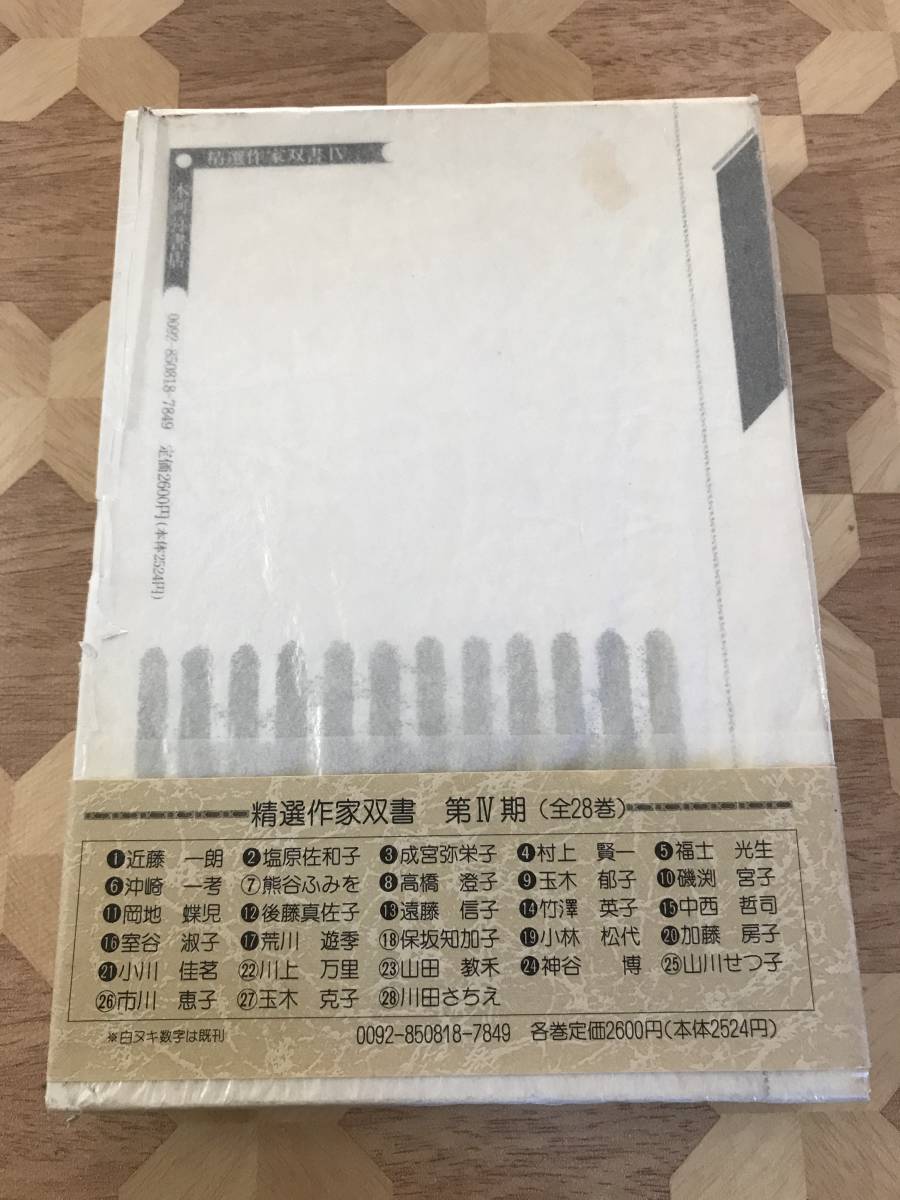 精選作家双書 IV
本阿弥書店
0092-850818-7849 定価2600円(本体2524円)
精選作家双書 第Ⅳ期(全28巻)
❶近藤 一朗 ❷塩原佐和子 ❸成宮弥栄子 ❹村上 賢一 ❺福士 光生
❻沖崎 一考 ⑦熊谷ふみを ❽高橋 澄子 ❾玉木 郁子 ❿磯渕 宮子
⓫岡地 蝶児 ⓬後藤真佐子 ⓭遠藤 信子 ⓮竹澤 英子 ⓯中西 哲司
⓰室谷 淑子 ⓱荒川 遊季 ⑱保坂知加子 ⓳小林 松代 ⓴加藤 房子
㉑小川 佳茗 ㉒川上 万里 ㉓山田 教禾 ㉔神谷 博 ㉕山川せつ子
㉖市川 恵子 ㉗玉木 克子 ㉘川田さちえ
※白ヌキ数字は既刊 0092-850818-7849 各巻定価2600円(本体2524円)